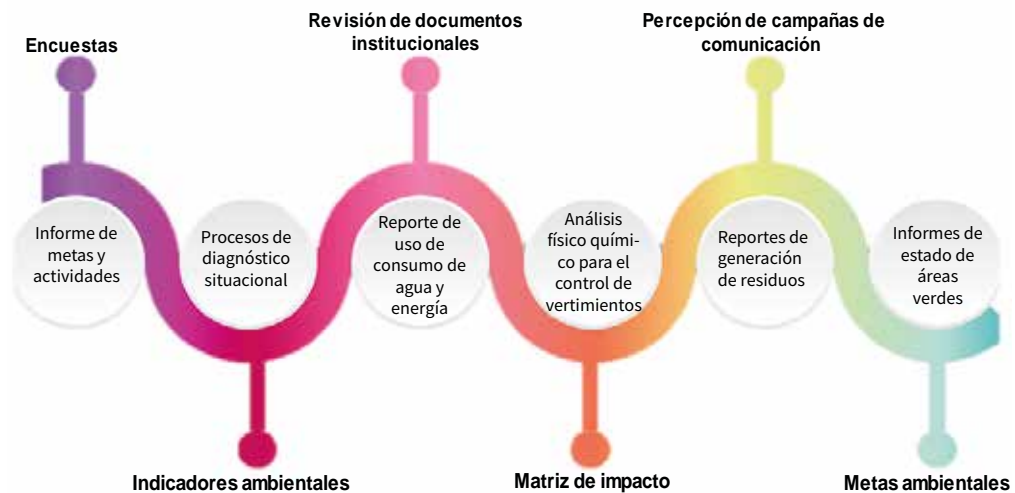 Encuestas
Revisión de documentos
institucionales
Percepción de campañas de
comunicación
Informe de
metas y
actividades
Procesos de
diagnóstico
situacional
Reporte de
uso de
consumo de
agua y
energía
Análisis
físico quími-
co para el
control de
vertimientos
Reportes de
generación
de residuos
Informes de
estado de
áreas
verdes
Indicadores ambientales
Matriz de impacto
Metas ambientales